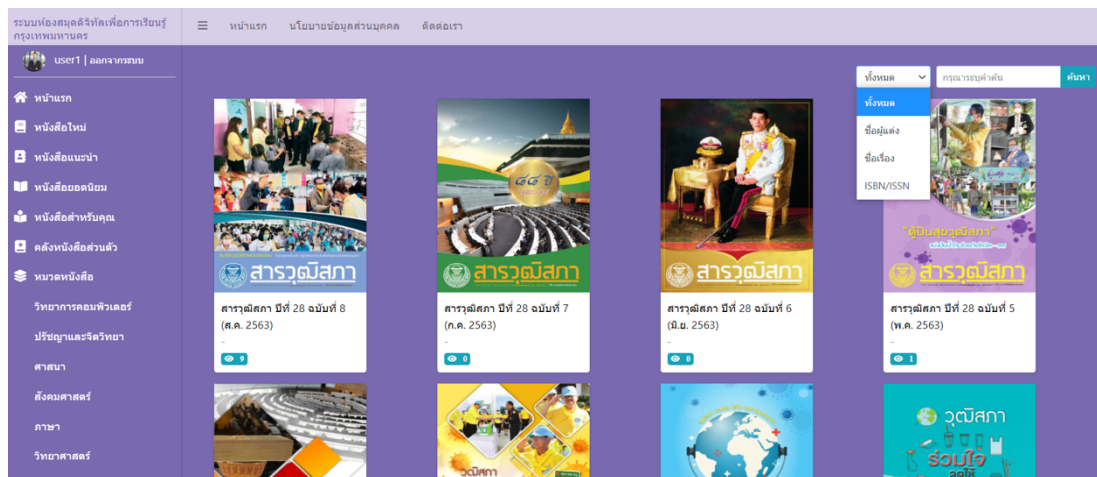 ระบบห้องสมุดดิจิทัลเพื่อการเรียนรู้
กรุงเทพมหานคร
หน้าแรก นโยบายข้อมูลส่วนบุคคล ติดต่อเรา
user1 | ออกจากระบบ
หน้าแรก
หนังสือใหม่
หนังสือแนะนำ
หนังสือยอดนิยม
หนังสือสำหรับคุณ
คลังหนังสือส่วนตัว
หมวดหนังสือ
วิทยาการคอมพิวเตอร์
ปรัชญาและจิตวิทยา
ศาสนา
สังคมศาสตร์
ภาษา
วิทยาศาสตร์
ทั้งหมด กรุณาระบุคำค้น ค้นหา
ทั้งหมด
ชื่อผู้แต่ง
ชื่อเรื่อง
ISBN/ISSN
สารวุฒิสภา
สารวุฒิสภา ปีที่ 28 ฉบับที่ 8
(ส.ค. 2563)
-
9
๘๘ ปี
สารวุฒิสภา
สารวุฒิสภา ปีที่ 28 ฉบับที่ 7
(ก.ค. 2563)
-
0
สารวุฒิสภา
สารวุฒิสภา ปีที่ 28 ฉบับที่ 6
(มิ.ย. 2563)
-
0
"ตู้ปันสุขวุฒิสภา"
สารวุฒิสภา
สารวุฒิสภา ปีที่ 28 ฉบับที่ 5
(พ.ค. 2563)
-
1
วุฒิสภา
วุฒิสภา
ร่วมใจ
ลดใช้